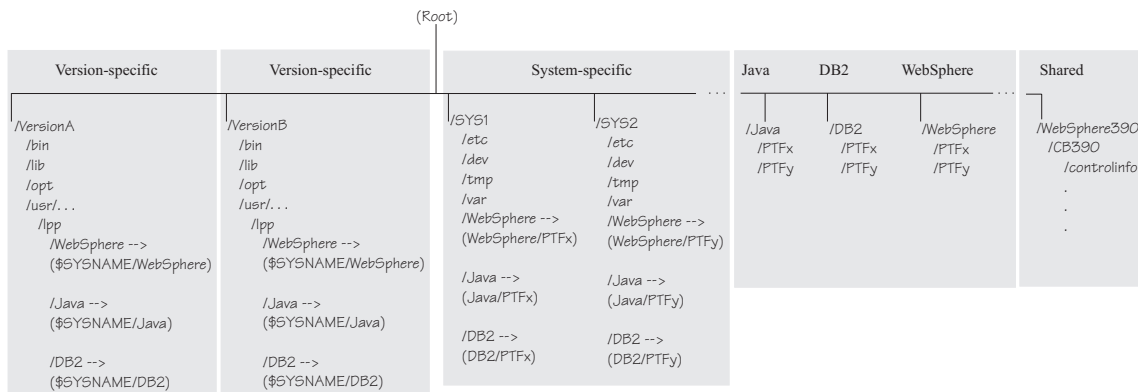 (Root)
Version-specific
Version-specific
System-specific
Java
DB2
WebSphere
Shared
. . .
. . .
/VersionA
/bin
/lib
/opt
/usr/. . .
/lpp
/WebSphere -->
($SYSNAME/WebSphere)
/Java -->
($SYSNAME/Java)
/DB2 -->
($SYSNAME/DB2)
/VersionB
/bin
/lib
/opt
/usr/. . .
/lpp
/WebSphere -->
($SYSNAME/WebSphere)
/Java -->
($SYSNAME/Java)
/DB2 -->
($SYSNAME/DB2)
/SYS1
/etc
/dev
/tmp
/var
/WebSphere -->
(WebSphere/PTFx)
/Java -->
(Java/PTFx)
/DB2 -->
(DB2/PTFx)
/SYS2
/etc
/dev
/tmp
/var
/WebSphere -->
(WebSphere/PTFy)
/Java -->
(Java/PTFy)
/DB2 -->
(DB2/PTFy)
/Java
/PTFx
/PTFy
/DB2
/PTFx
/PTFy
/WebSphere
/PTFx
/PTFy
/WebSphere390
/CB390
/controlinfo
.
.
.